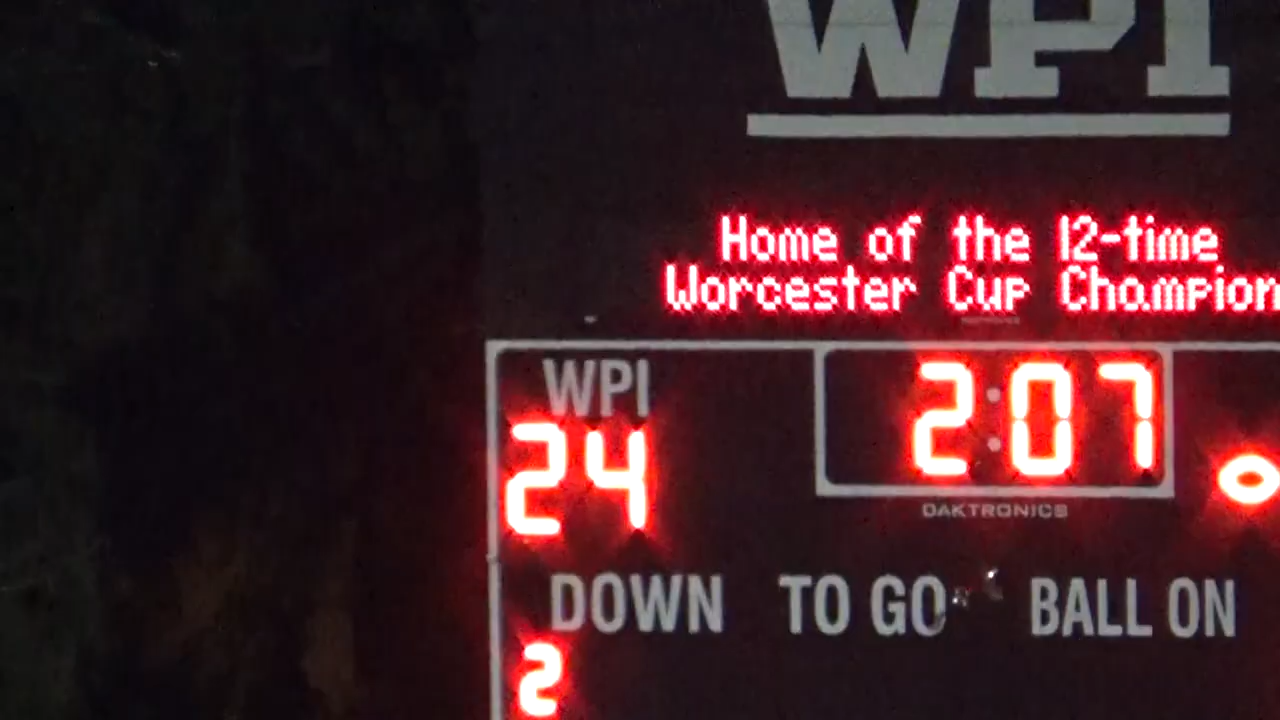 WPI
Home of the 12-time
Worcester Cup Champion
WPI
2:07
24
DAKTRONICS
DOWN TO GO BALL ON
2